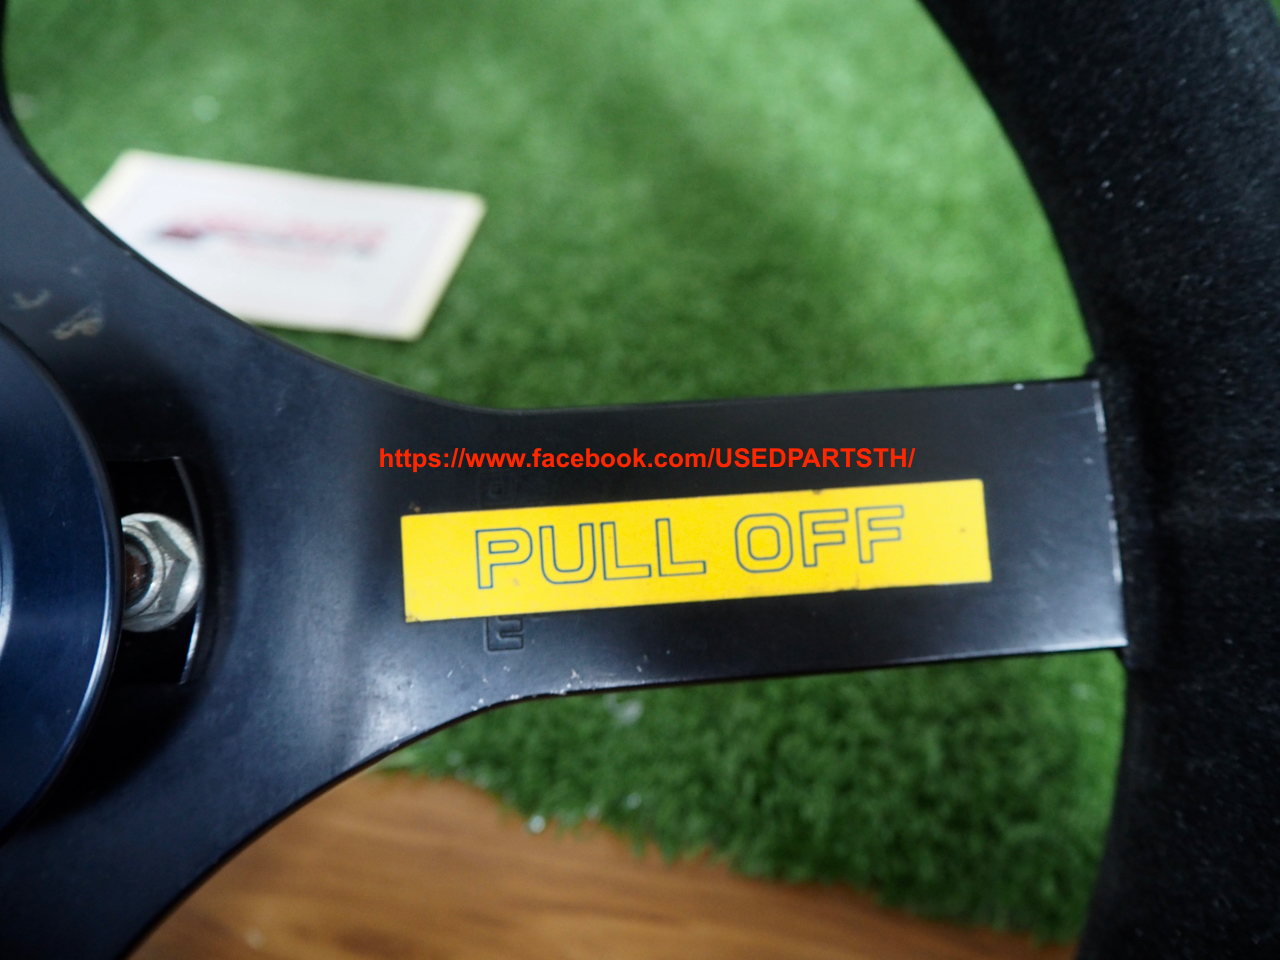 https://www.facebook.com/USEDPARTSTH/
PULL OFF